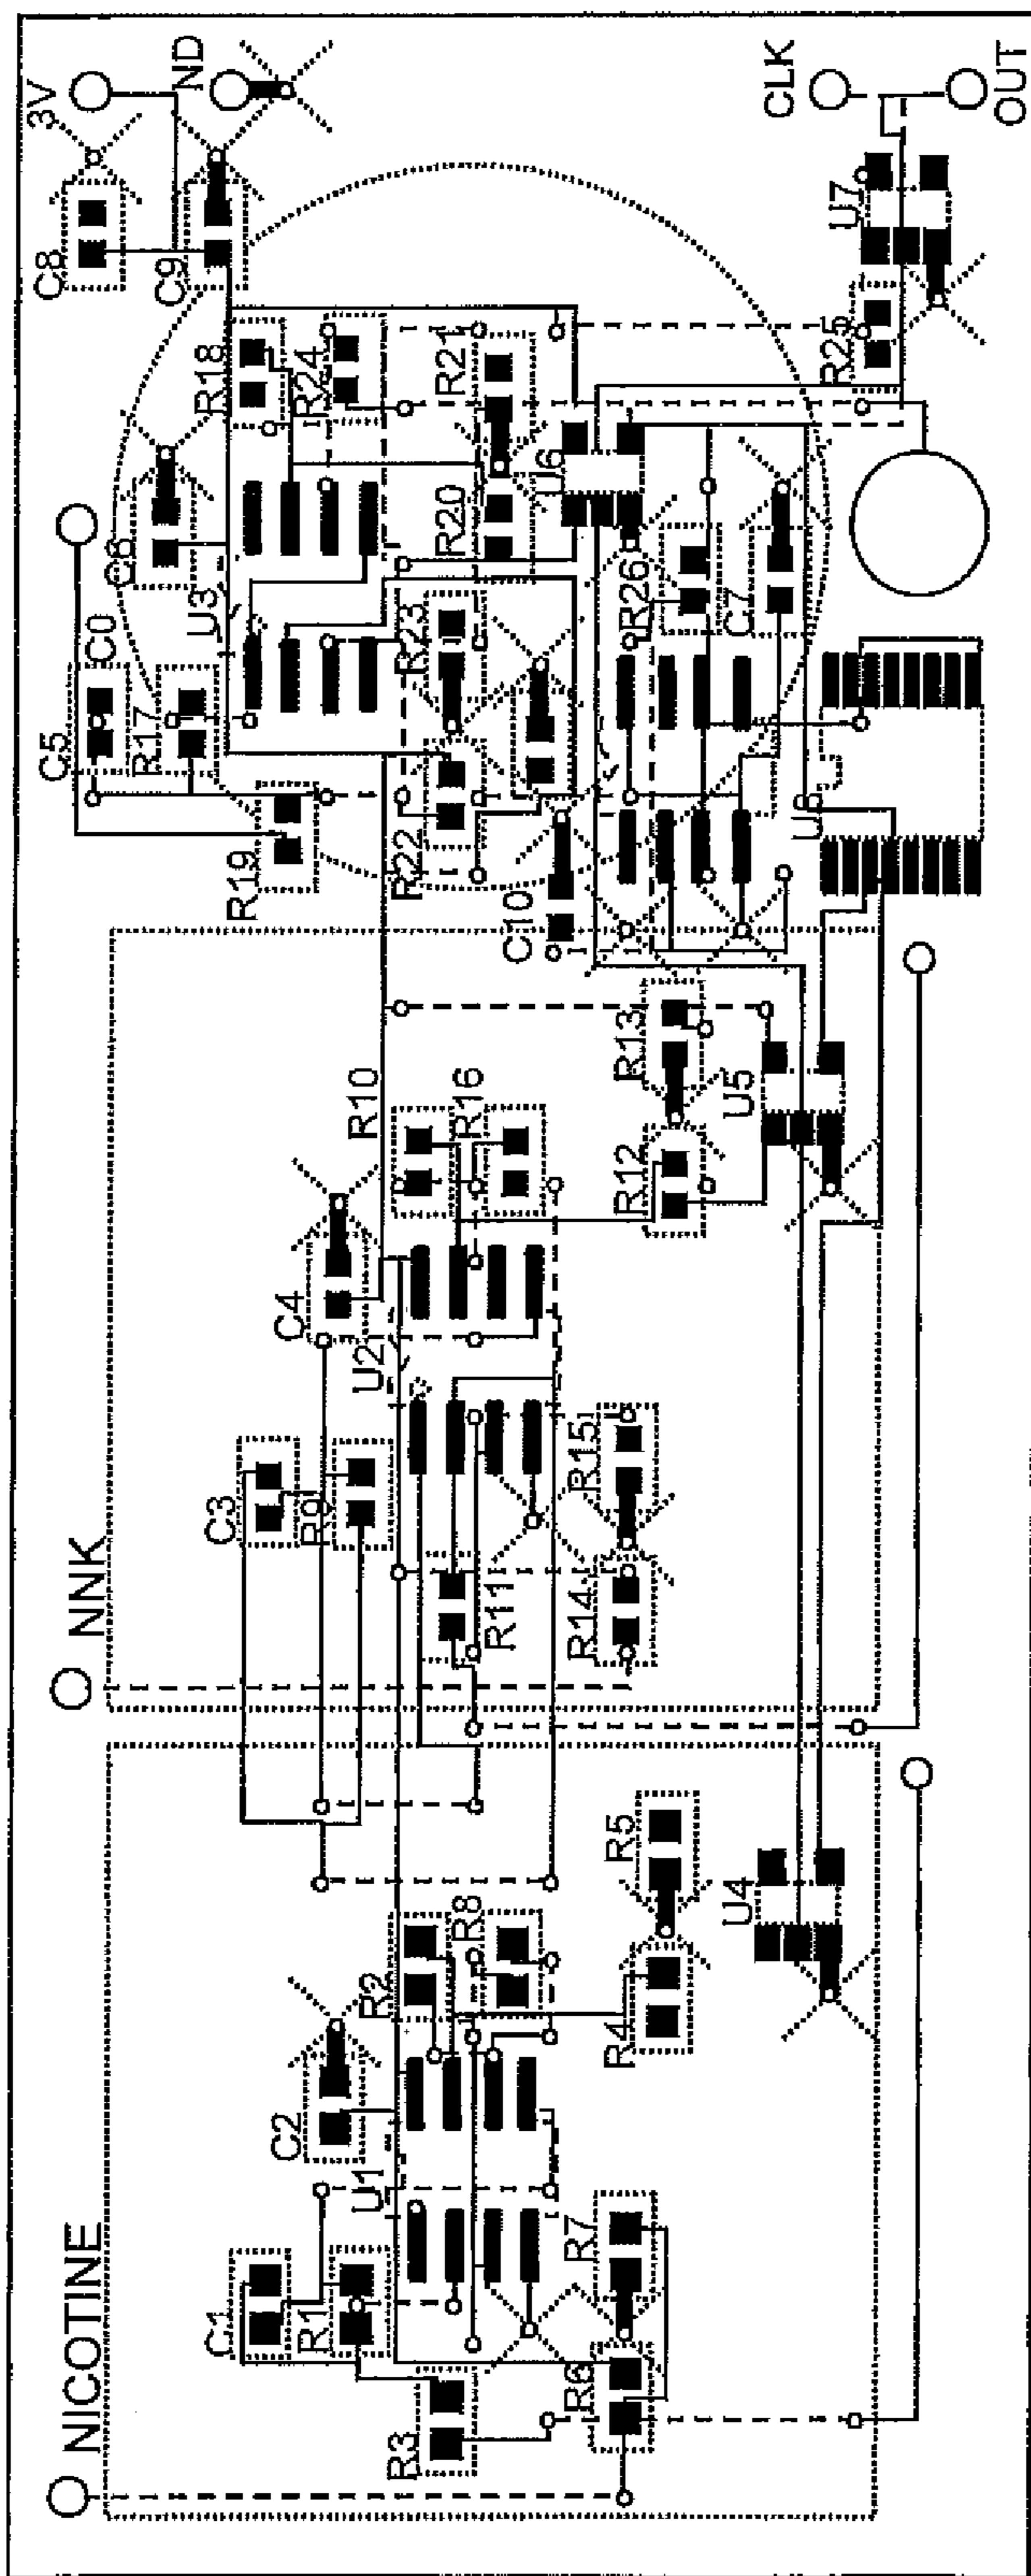 NICOTINE
NNK
C5
C0
3V
C8
ND
C6
R17
C9
U3
R18
C1
C3
R19
C2
C4
R1
R9
R24
U1
U2
R2
R10
R3
R22
R23
R20
R21
R8
R11
R16
C10
U6
R6
R7
R14
R15
R4
R5
R12
R13
R26
U4
U5
C7
CLK
R25
U7
OUT